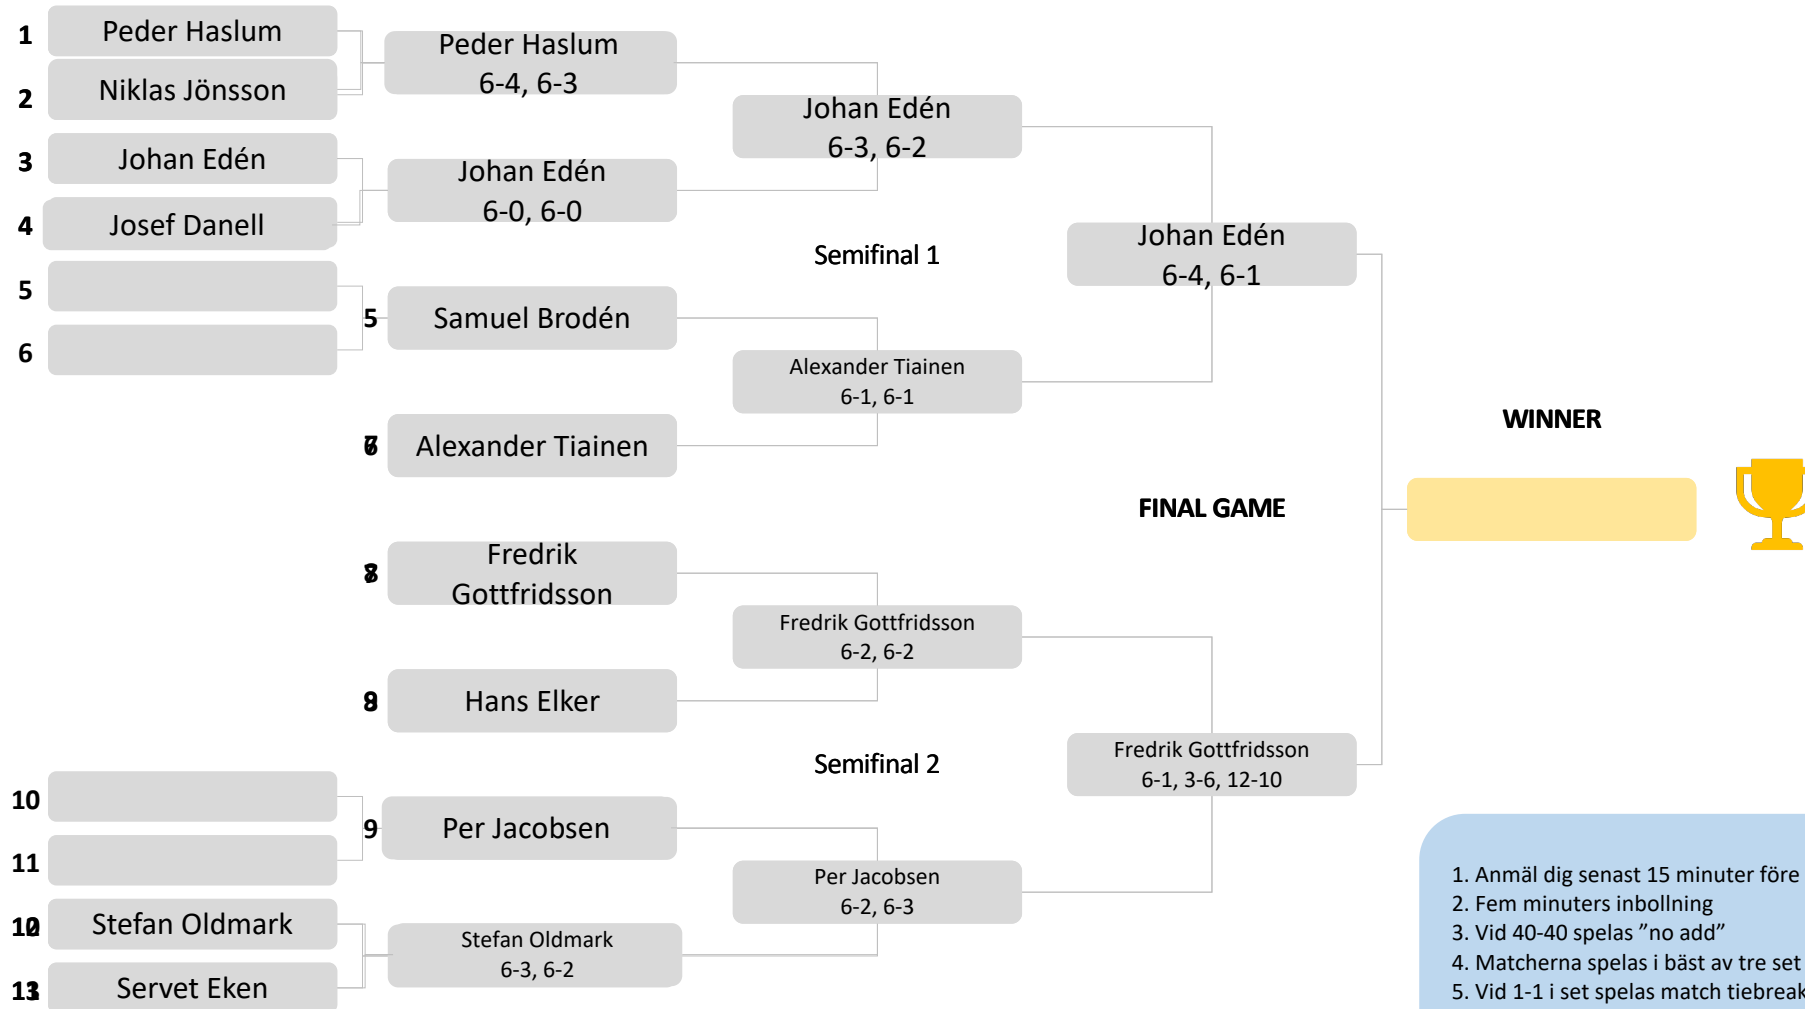 1
Peder Haslum
2
Niklas Jönsson
Peder Haslum
6-4, 6-3
3
Johan Edén
4
Josef Danell
Johan Edén
6-0, 6-0
Johan Edén
6-3, 6-2
Semifinal 1
Johan Edén
6-4, 6-1
5
6
5
Samuel Brodén
Alexander Tiainen
6-1, 6-1
Alexander Tiainen
WINNER
FINAL GAME
Fredrik
Gottfridsson
Fredrik Gottfridsson
6-2, 6-2
Hans Elker
Semifinal 2
Fredrik Gottfridsson
6-1, 3-6, 12-10
10
11
9
Per Jacobsen
Per Jacobsen
6-2, 6-3
Stefan Oldmark
Servet Eken
Stefan Oldmark
6-3, 6-2
1. Anmäl dig senast 15 minuter före
2. Fem minuters inbollning
3. Vid 40-40 spelas ”no add”
4. Matcherna spelas i bäst av tre set
5. Vid 1-1 i set spelas match tiebreak